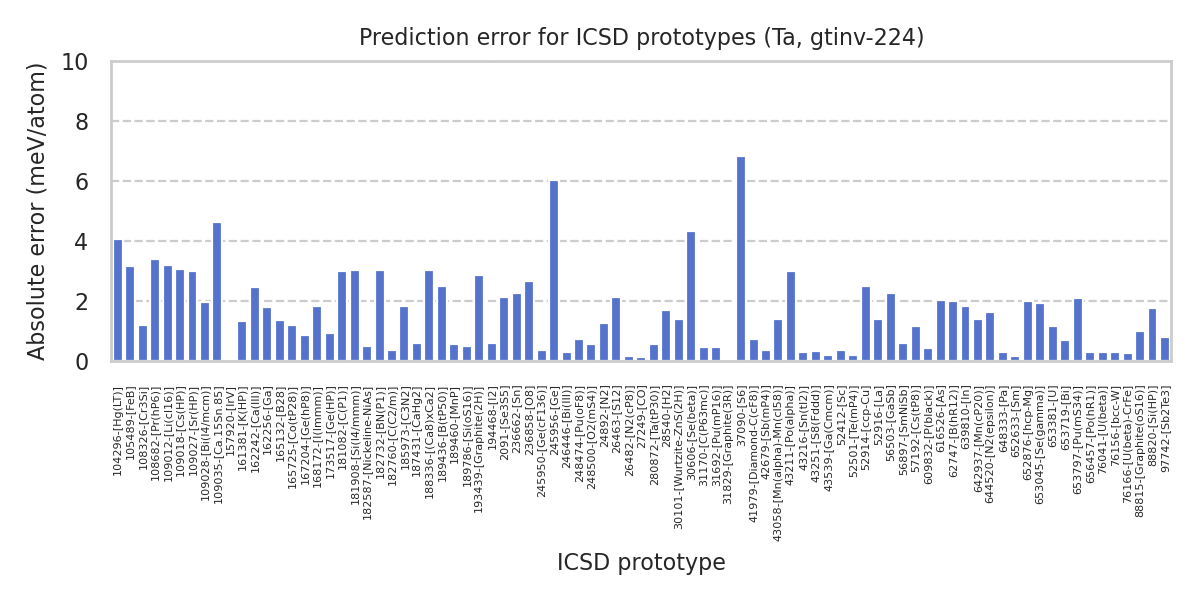 Prediction error for ICSD prototypes (Ta, gtinv-224)
Absolute error (meV/atom)
10
8
6
4
2
0
104296-[Hg(LT)]
105489-[FeB]
108326-[Cr3Si]
108682-[Pr(hP6)]
109012-[Li(cI16)]
109018-[Cs(HP)]
109027-[Sr(HP)]
109028-[Bi(I4/mcm)]
109035-[Ca.15Sn.85]
157920-[IrV]
161381-[K(HP)]
162242-[Ca(III)]
162256-[Ga]
165132-[B28]
165725-[Co(tP28)]
167204-[Ge(hP8)]
168172-[I(Immm)]
173517-[Ge(HP)]
181082-[C(P1)]
181908-[Si(I4/mmm)]
182587-[Nickeline-NiAs]
182732-[BN(P1)]
182760-[C(C2/m)]
185973-[C3N2]
187431-[CaHg2]
188336-[(Ca8)xCa2]
189436-[B(tP50)]
189460-[MnP]
189786-[Si(oS16)]
193439-[Graphite(2H)]
194468-[I2]
2091-[Se3S5]
236662-[Sn]
236858-[O8]
245950-[Ge(cF136)]
245956-[Ge]
246446-[Bi(III)]
248474-[Pu(oF8)]
248500-[O2(mS4)]
24892-[N2]
26463-[S12]
26482-[N2(cP8)]
27249-[CO]
280872-[Ta(tP30)]
28540-[H2]
30101-[Wurtzite-ZnS(2H)]
30606-[Se(beta)]
31170-[C(P63mc)]
31692-[Pu(mP16)]
31829-[Graphite(3R)]
37090-[S6]
41979-[Diamond-C(cF8)]
42679-[Sb(mP4)]
43058-[Mn(alpha)-Mn(cI58)]
43211-[Po(alpha)]
43216-[Sn(tI2)]
43251-[S8(Fddd)]
43539-[Ga(Cmcm)]
52412-[Sc]
52501-[Te(mP4)]
52914-[ccp-Cu]
52916-[La]
56503-[GaSb]
56897-[SmNiSb]
57192-[Cs(tP8)]
609832-[P(black)]
616526-[As]
62747-[B(hR12)]
639810-[In]
642937-[Mn(cP20)]
644520-[N2(epsilon)]
648333-[Pa]
652633-[Sm]
652876-[hcp-Mg]
653045-[Se(gamma)]
653381-[U]
653719-[Bi]
653797-[Pu(mS34)]
656457-[Po(hR1)]
76041-[U(beta)]
76156-[bcc-W]
76166-[U(beta)-CrFe]
88815-[Graphite(oS16)]
88820-[Si(HP)]
97742-[Sb2Te3]
ICSD prototype